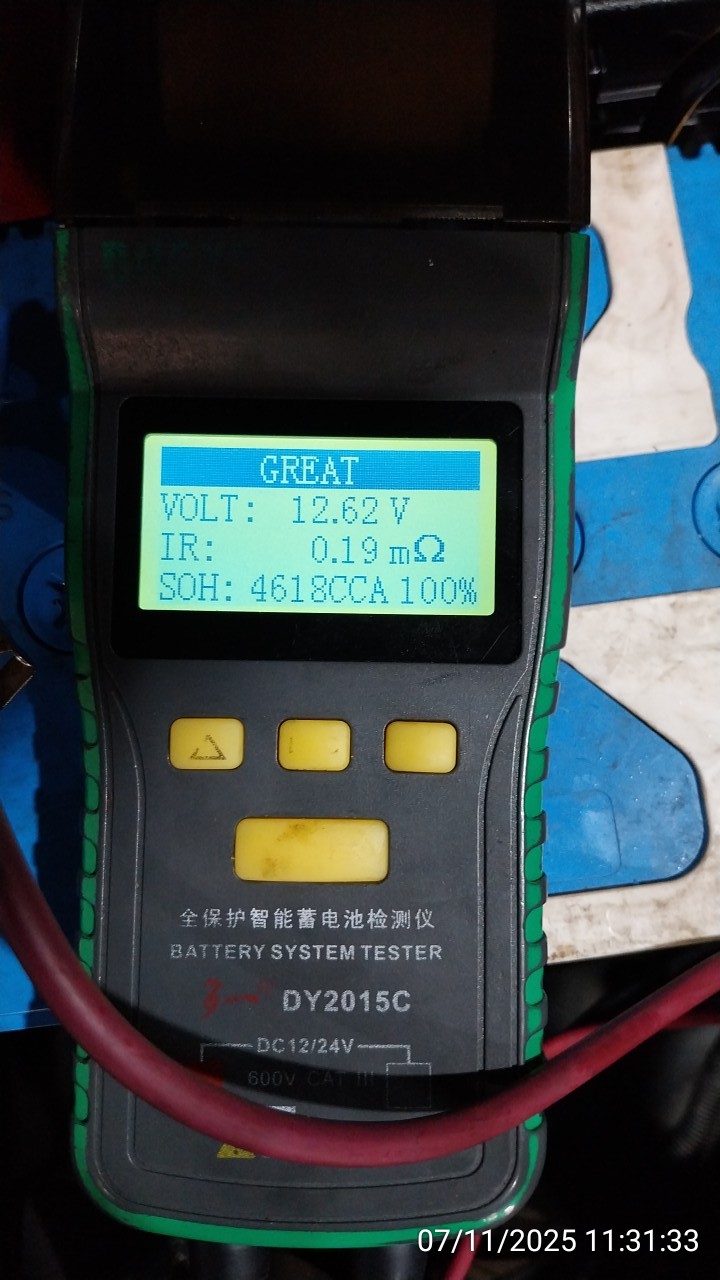 GREAT
VOLT: 12.62 V
IR: 0.19 mΩ
SOH: 4618CCA 100%
全保护智能蓄电池检测仪
BATTERY SYSTEM TESTER
DY2015C
DC12/24V
600V CAT III
07/11/2025 11:31:33